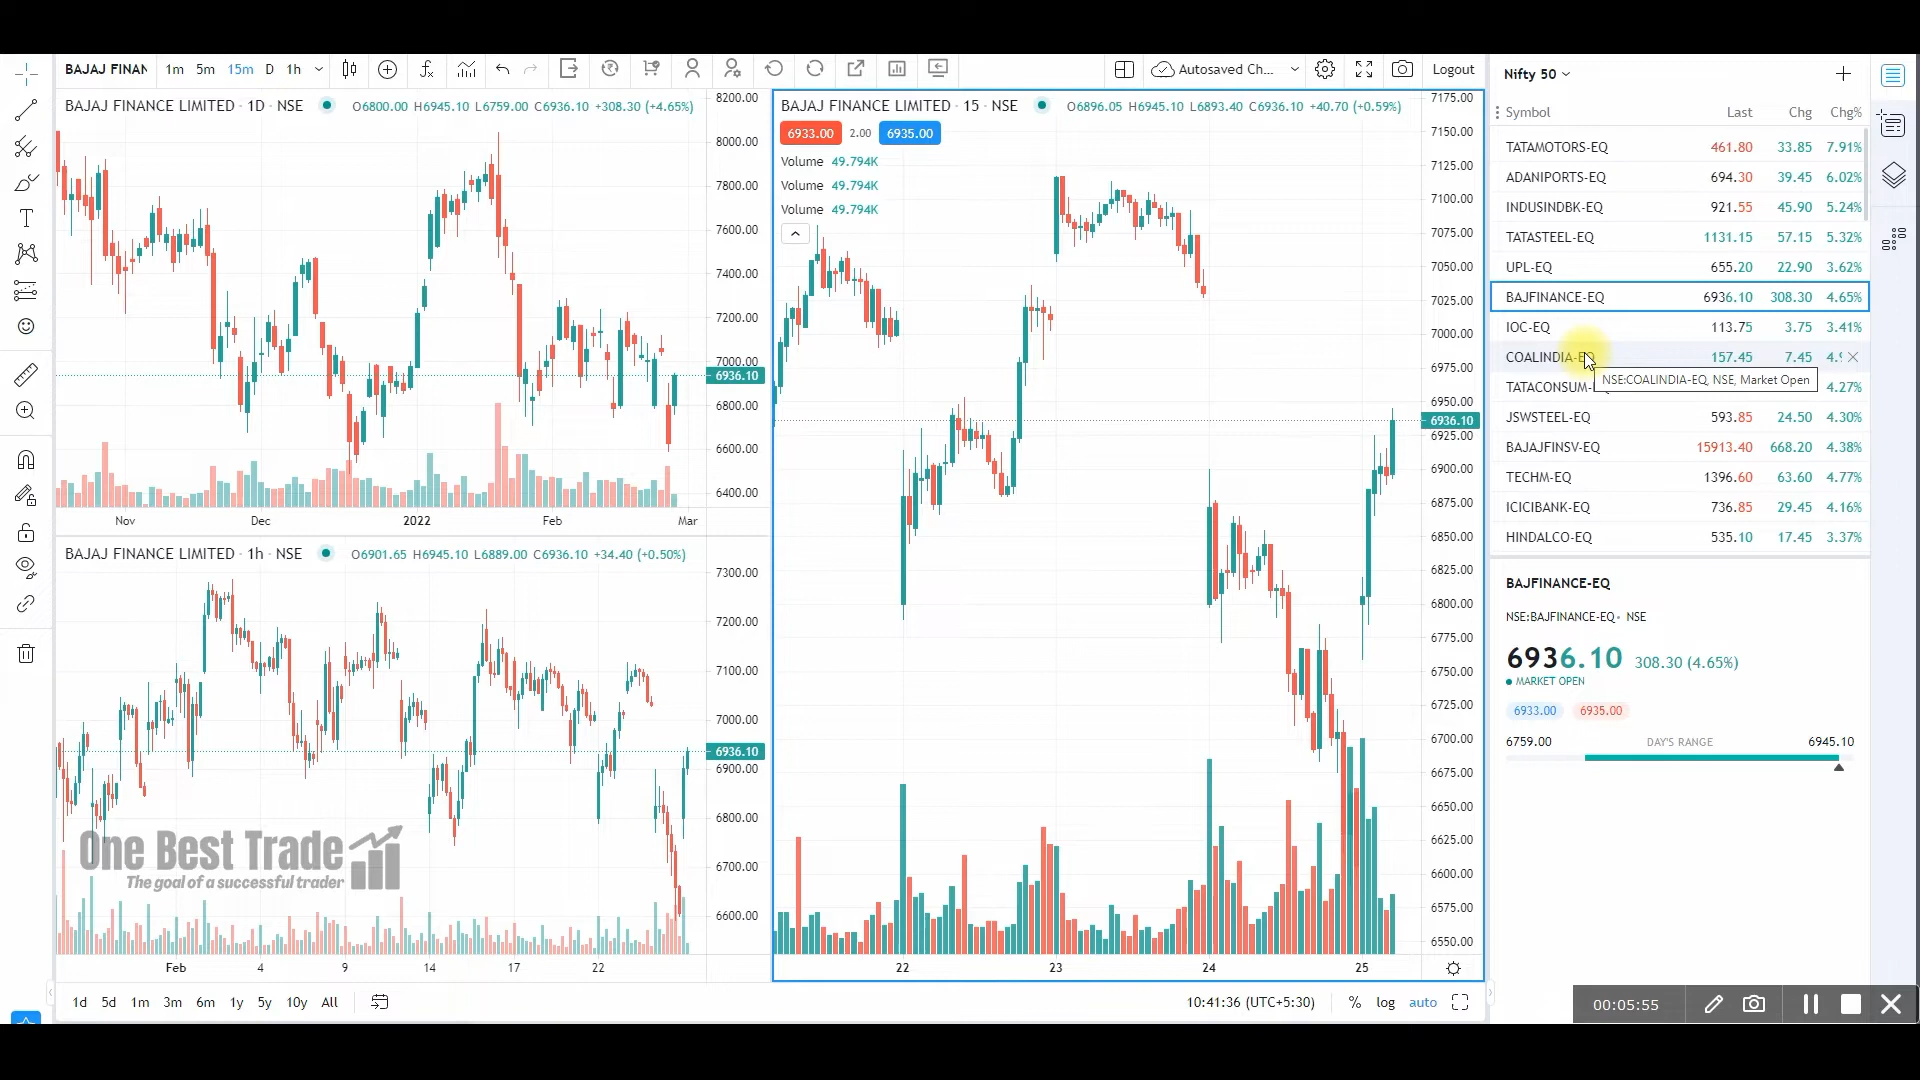 BAJAJ FINAN 1m 5m 15m D 1h Autosaved Ch... Logout
BAJAJ FINANCE LIMITED · 1D · NSE O6800.00 H6945.10 L6759.00 C6936.10 +308.30 (+4.65%)
8200.00
8000.00
7800.00
7600.00
7400.00
7200.00
7000.00
6936.10
6800.00
6600.00
6400.00
Nov Dec 2022 Feb Mar
BAJAJ FINANCE LIMITED · 1h · NSE O6901.65 H6945.10 L6889.00 C6936.10 +34.40 (+0.50%)
7300.00
7200.00
7100.00
7000.00
6936.10
6900.00
6800.00
6700.00
6600.00
One Best Trade
The goal of a successful trader
Feb 4 9 14 17 22
BAJAJ FINANCE LIMITED · 15 · NSE O6896.05 H6945.10 L6893.40 C6936.10 +40.70 (+0.59%)
6933.00 2.00 6935.00
Volume 49.794K
Volume 49.794K
Volume 49.794K
7175.00
7150.00
7125.00
7100.00
7075.00
7050.00
7025.00
7000.00
6975.00
6950.00
6936.10
6925.00
6900.00
6875.00
6850.00
6825.00
6800.00
6775.00
6750.00
6725.00
6700.00
6675.00
6650.00
6625.00
6600.00
6575.00
6550.00
22 23 24 25
1d 5d 1m 3m 6m 1y 5y 10y All 10:41:36 (UTC+5:30) % log auto
Nifty 50
Symbol Last Chg Chg%
TATAMOTORS-EQ 461.80 33.85 7.91%
ADANIPORTS-EQ 694.30 39.45 6.02%
INDUSINDBK-EQ 921.55 45.90 5.24%
TATASTEEL-EQ 1131.15 57.15 5.32%
UPL-EQ 655.20 22.90 3.62%
BAJFINANCE-EQ 6936.10 308.30 4.65%
IOC-EQ 113.75 3.75 3.41%
COALINDIA-EQ 157.45 7.45
NSE:COALINDIA-EQ, NSE, Market Open
TATACONSUM- 4.27%
JSWSTEEL-EQ 593.85 24.50 4.30%
BAJAJFINSV-EQ 15913.40 668.20 4.38%
TECHM-EQ 1396.60 63.60 4.77%
ICICIBANK-EQ 736.85 29.45 4.16%
HINDALCO-EQ 535.10 17.45 3.37%
BAJFINANCE-EQ
NSE:BAJFINANCE-EQ • NSE
6936.10 308.30 (4.65%)
MARKET OPEN
6933.00 6935.00
6759.00 DAY'S RANGE 6945.10
00:05:55